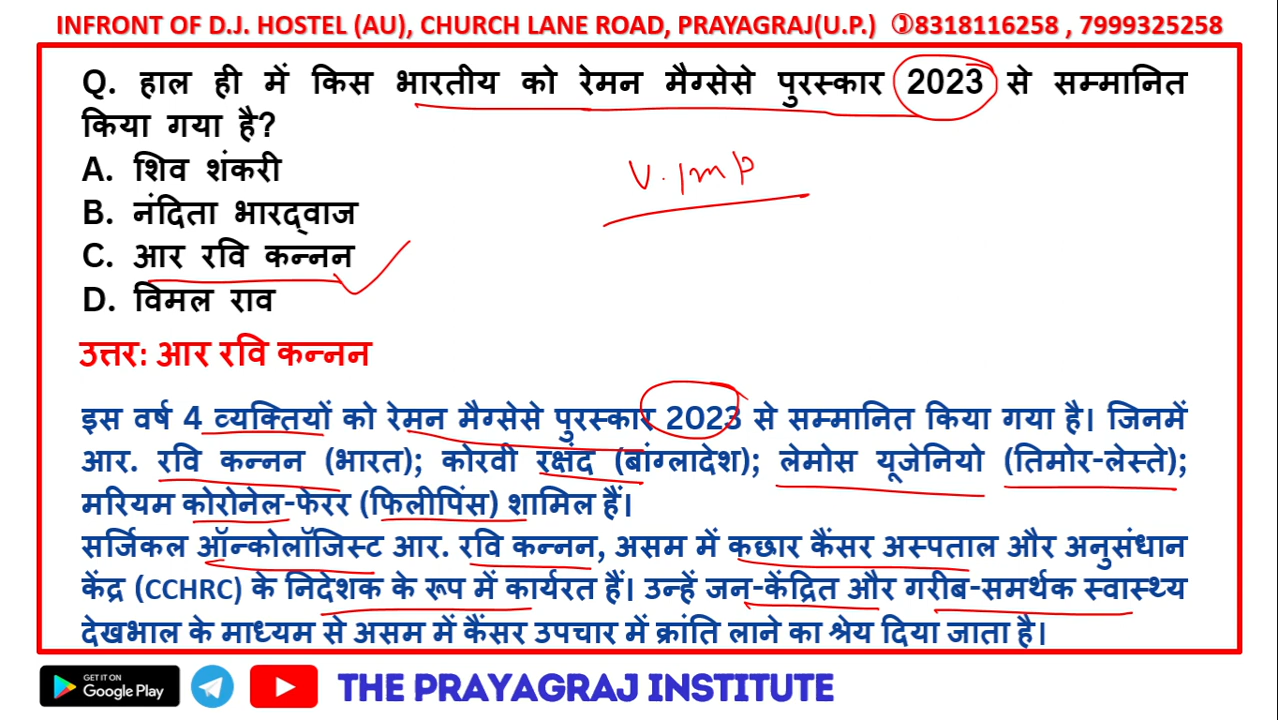 INFRONT OF D.J. HOSTEL (AU), CHURCH LANE ROAD, PRAYAGRAJ(U.P.) ✆8318116258 , 7999325258
Q. हाल ही में किस भारतीय को रेमन मैग्सेसे पुरस्कार 2023 से सम्मानित
किया गया है?
V. Imp
A. शिव शंकरी
B. नंदिता भारद्वाज
C. आर रवि कन्नन
D. विमल राव
उत्तर: आर रवि कन्नन
इस वर्ष 4 व्यक्तियों को रेमन मैग्सेसे पुरस्कार 2023 से सम्मानित किया गया है। जिनमें
आर. रवि कन्नन (भारत); कोरवी रक्षंद (बांग्लादेश); लेमोस यूजेनियो (तिमोर-लेस्ते);
मरियम कोरोनेल-फेरर (फिलीपिंस) शामिल हैं।
सर्जिकल ऑन्कोलॉजिस्ट आर. रवि कन्नन, असम में कछार कैंसर अस्पताल और अनुसंधान
केंद्र (CCHRC) के निदेशक के रूप में कार्यरत हैं। उन्हें जन-केंद्रित और गरीब-समर्थक स्वास्थ्य
देखभाल के माध्यम से असम में कैंसर उपचार में क्रांति लाने का श्रेय दिया जाता है।
GET IT ON
Google Play
THE PRAYAGRAJ INSTITUTE